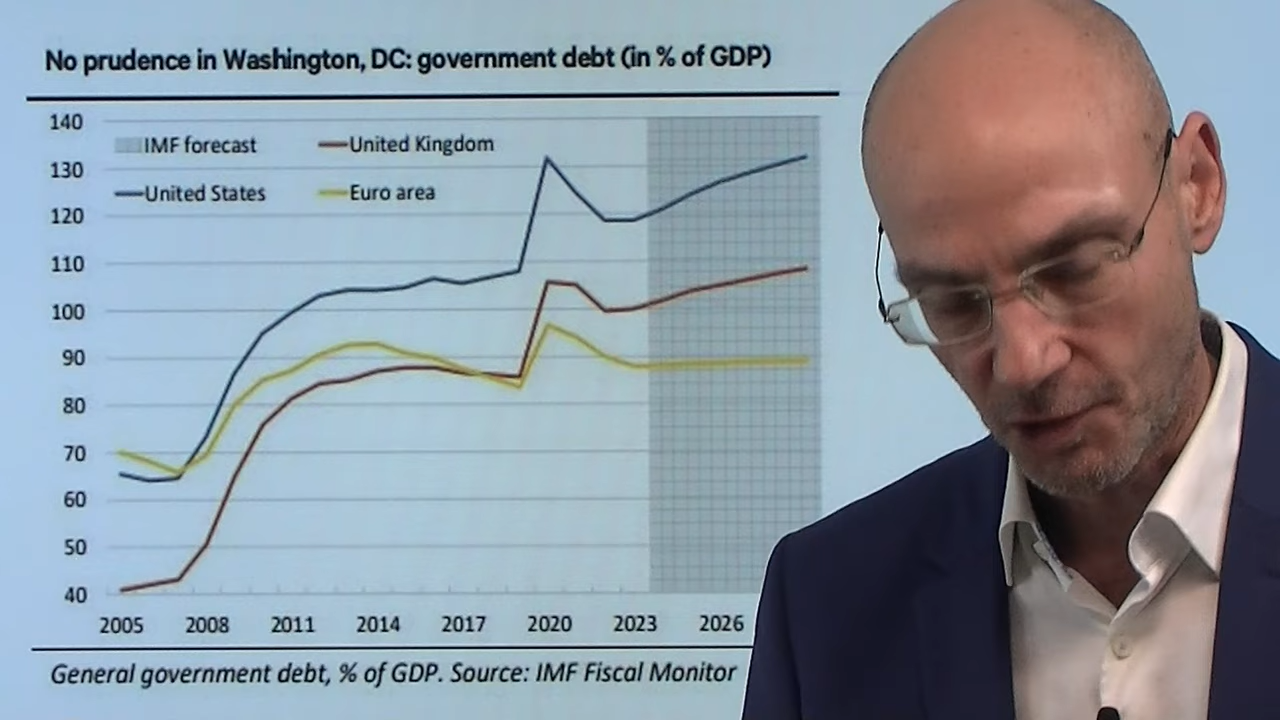 No prudence in Washington, DC: government debt (in % of GDP)
140
IMF forecast
United Kingdom
130
United States
Euro area
120
110
100
90
80
70
60
50
40
2005 2008 2011 2014 2017 2020 2023 2026
General government debt, % of GDP. Source: IMF Fiscal Monitor